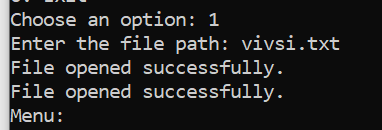 Choose an option: 1
Enter the file path: vivsi.txt
File opened successfully.
File opened successfully.
Menu: